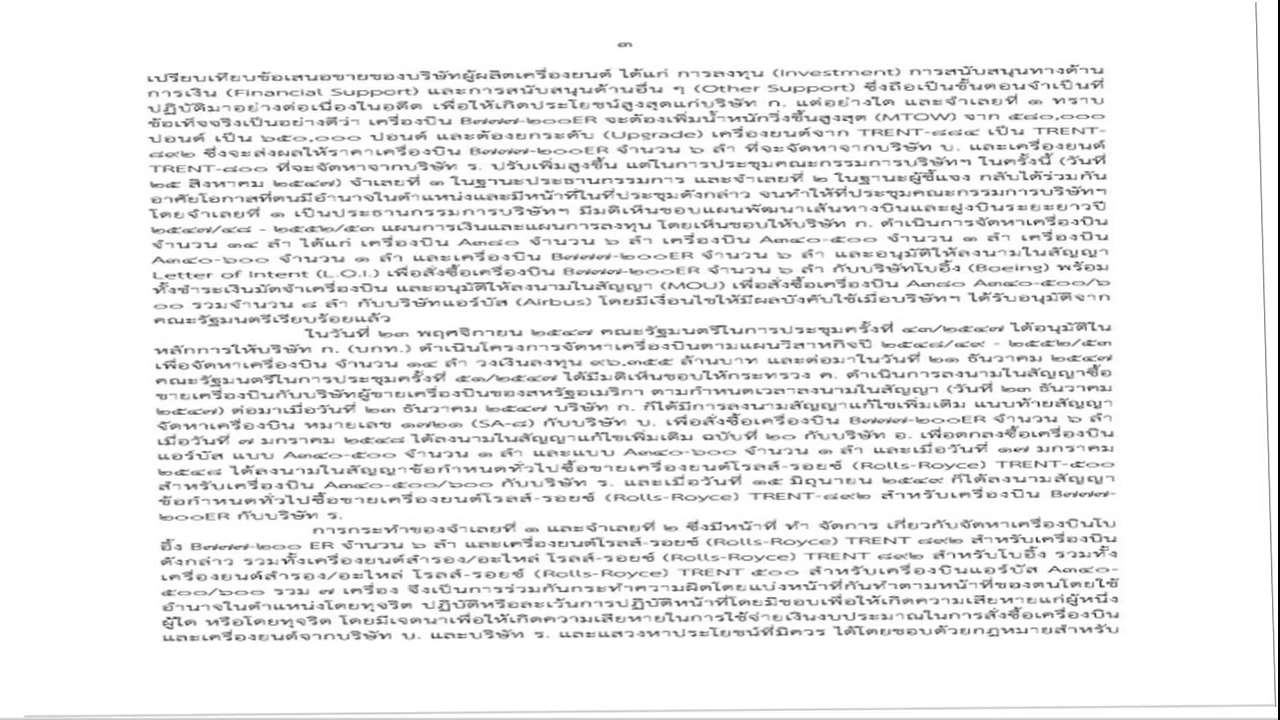 ๓
เปรียบเทียบข้อเสนอขายของบริษัทผู้ผลิตเครื่องยนต์ ได้แก่ การลงทุน (Investment) การสนับสนุนทางด้าน
การเงิน (Financial Support) และการสนับสนุนด้านอื่น ๆ (Other Support) ซึ่งถือเป็นขั้นตอนจำเป็นที่
ปฏิบัติมาอย่างต่อเนื่องในอดีต เพื่อให้เกิดประโยชน์สูงสุดแก่บริษัท ก. แต่อย่างใด และจำเลยที่ ๑ ทราบ
ข้อเท็จจริงเป็นอย่างดีว่า เครื่องบิน B๗๗๗-๒๐๐ER จะต้องเพิ่มน้ำหนักวิ่งขึ้นสูงสุด (MTOW) จาก ๕๘๐,๐๐๐
ปอนด์ เป็น ๖๕๐,๐๐๐ ปอนด์ และต้องยกระดับ (Upgrade) เครื่องยนต์จาก TRENT-๘๘๔ เป็น TRENT-
๘๙๒ ซึ่งจะส่งผลให้ราคาเครื่องบิน B๗๗๗-๒๐๐ER จำนวน ๖ ลำ ที่จะจัดหาจากบริษัท บ. และเครื่องยนต์
TRENT-๘๐๐ ที่จะจัดหาจากบริษัท ร. ปรับเพิ่มสูงขึ้น แต่ในการประชุมคณะกรรมการบริษัทฯ ในครั้งนี้ (วันที่
๒๕ สิงหาคม ๒๕๔๗) จำเลยที่ ๑ ในฐานะประธานกรรมการ และจำเลยที่ ๒ ในฐานะผู้ชี้แจง กลับได้ร่วมกัน
อาศัยโอกาสที่ตนมีอำนาจในตำแหน่งและมีหน้าที่ในที่ประชุมดังกล่าว จนทำให้ที่ประชุมคณะกรรมการบริษัทฯ
โดยจำเลยที่ ๑ เป็นประธานกรรมการบริษัทฯ มีมติเห็นชอบแผนพัฒนาเส้นทางบินและฝูงบินระยะยาวปี
๒๕๔๗/๔๘ - ๒๕๕๒/๕๓ แผนการเงินและแผนการลงทุน โดยเห็นชอบให้บริษัท ก. ดำเนินการจัดหาเครื่องบิน
จำนวน ๑๔ ลำ ได้แก่ เครื่องบิน A๓๘๐ จำนวน ๖ ลำ เครื่องบิน A๓๔๐-๕๐๐ จำนวน ๑ ลำ เครื่องบิน
A๓๔๐-๖๐๐ จำนวน ๑ ลำ และเครื่องบิน B๗๗๗-๒๐๐ER จำนวน ๖ ลำ และอนุมัติให้ลงนามในสัญญา
Letter of Intent (L.O.I.) เพื่อสั่งซื้อเครื่องบิน B๗๗๗-๒๐๐ER จำนวน ๖ ลำ กับบริษัทโบอิ้ง (Boeing) พร้อม
ทั้งชำระเงินมัดจำเครื่องบิน และอนุมัติให้ลงนามในสัญญา (MOU) เพื่อสั่งซื้อเครื่องบิน A๓๘๐ A๓๔๐-๕๐๐/๖
๐๐ รวมจำนวน ๘ ลำ กับบริษัทแอร์บัส (Airbus) โดยมีเงื่อนไขให้มีผลบังคับใช้เมื่อบริษัทฯ ได้รับอนุมัติจาก
คณะรัฐมนตรีเรียบร้อยแล้ว
ในวันที่ ๒๓ พฤศจิกายน ๒๕๔๗ คณะรัฐมนตรีในการประชุมครั้งที่ ๔๓/๒๕๔๗ ได้อนุมัติใน
หลักการให้บริษัท ก. (บกท.) ดำเนินโครงการจัดหาเครื่องบินตามแผนวิสาหกิจปี ๒๕๔๘/๔๙ - ๒๕๕๒/๕๓
เพื่อจัดหาเครื่องบิน จำนวน ๑๔ ลำ วงเงินลงทุน ๙๖,๓๕๕ ล้านบาท และต่อมาในวันที่ ๒๑ ธันวาคม ๒๕๔๗
คณะรัฐมนตรีในการประชุมครั้งที่ ๕๑/๒๕๔๗ ได้มีมติเห็นชอบให้กระทรวง ค. ดำเนินการลงนามในสัญญาซื้อ
ขายเครื่องบินกับบริษัทผู้ขายเครื่องบินของสหรัฐอเมริกา ตามกำหนดเวลาลงนามในสัญญา (วันที่ ๒๓ ธันวาคม
๒๕๔๗) ต่อมาเมื่อวันที่ ๒๓ ธันวาคม ๒๕๔๗ บริษัท ก. ก็ได้มีการลงนามสัญญาแก้ไขเพิ่มเติม แนบท้ายสัญญา
จัดหาเครื่องบิน หมายเลข ๑๗๒๑ (SA-๘) กับบริษัท บ. เพื่อสั่งซื้อเครื่องบิน B๗๗๗-๒๐๐ER จำนวน ๖ ลำ
เมื่อวันที่ ๗ มกราคม ๒๕๔๘ ได้ลงนามในสัญญาแก้ไขเพิ่มเติม ฉบับที่ ๒๐ กับบริษัท อ. เพื่อตกลงซื้อเครื่องบิน
แอร์บัส แบบ A๓๔๐-๕๐๐ จำนวน ๑ ลำ และแบบ A๓๔๐-๖๐๐ จำนวน ๑ ลำ และเมื่อวันที่ ๑๗ มกราคม
๒๕๔๘ ได้ลงนามในสัญญาข้อกำหนดทั่วไปซื้อขายเครื่องยนต์โรลส์-รอยซ์ (Rolls-Royce) TRENT-๕๐๐
สำหรับเครื่องบิน A๓๔๐-๕๐๐/๖๐๐ กับบริษัท ร. และเมื่อวันที่ ๑๕ มิถุนายน ๒๕๔๙ ก็ได้ลงนามสัญญา
ข้อกำหนดทั่วไปซื้อขายเครื่องยนต์โรลส์-รอยซ์ (Rolls-Royce) TRENT-๘๙๒ สำหรับเครื่องบิน B๗๗๗-
๒๐๐ER กับบริษัท ร.
การกระทำของจำเลยที่ ๑ และจำเลยที่ ๒ ซึ่งมีหน้าที่ ทำ จัดการ เกี่ยวกับจัดหาเครื่องบินโบ
อิ้ง B๗๗๗-๒๐๐ ER จำนวน ๖ ลำ และเครื่องยนต์โรลส์-รอยซ์ (Rolls-Royce) TRENT ๘๙๒ สำหรับเครื่องบิน
ดังกล่าว รวมทั้งเครื่องยนต์สำรอง/อะไหล่ โรลส์-รอยซ์ (Rolls-Royce) TRENT ๘๙๒ สำหรับโบอิ้ง รวมทั้ง
เครื่องยนต์สำรอง/อะไหล่ โรลส์-รอยซ์ (Rolls-Royce) TRENT ๕๐๐ สำหรับเครื่องบินแอร์บัส A๓๔๐-
๕๐๐/๖๐๐ รวม ๗ เครื่อง จึงเป็นการร่วมกันกระทำความผิดโดยแบ่งหน้าที่กันทำตามหน้าที่ของตนโดยใช้
อำนาจในตำแหน่งโดยทุจริต ปฏิบัติหรือละเว้นการปฏิบัติหน้าที่โดยมิชอบเพื่อให้เกิดความเสียหายแก่ผู้หนึ่ง
ผู้ใด หรือโดยทุจริต โดยมีเจตนาเพื่อให้เกิดความเสียหายในการใช้จ่ายเงินงบประมาณในการสั่งซื้อเครื่องบิน
และเครื่องยนต์จากบริษัท บ. และบริษัท ร. และแสวงหาประโยชน์ที่มิควร ได้โดยชอบด้วยกฎหมายสำหรับ